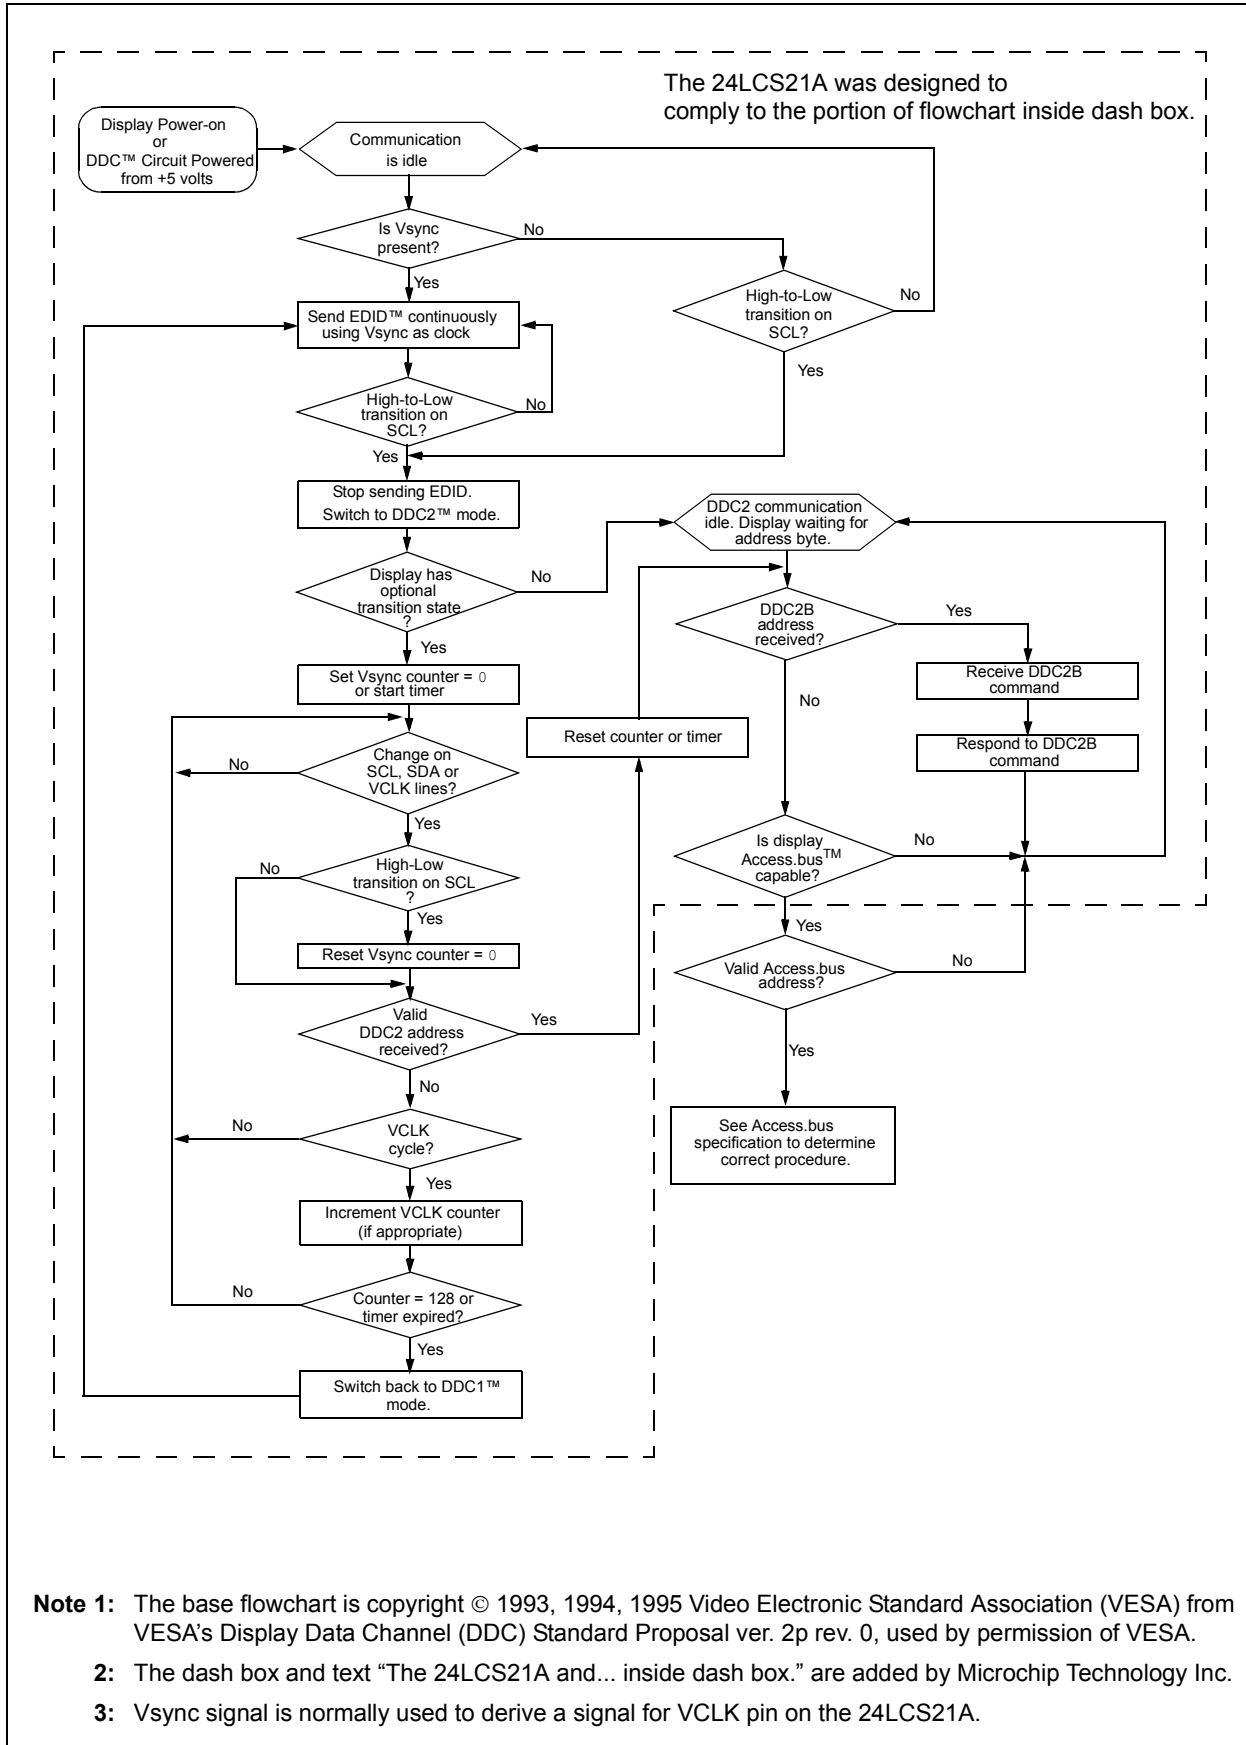 The 24LCS21A was designed to
comply to the portion of flowchart inside dash box.
Display Power-on
or
DDC™ Circuit Powered
from +5 volts
Communication
is idle
Is Vsync
present?
No
Yes
High-to-Low
transition on
SCL?
No
Yes
Send EDID™ continuously
using Vsync as clock
High-to-Low
transition on
SCL?
No
Yes
Stop sending EDID.
Switch to DDC2™ mode.
Display has
optional
transition state
?
No
Yes
Set Vsync counter = 0
or start timer
Change on
SCL, SDA or
VCLK lines?
No
Yes
High-Low
transition on SCL
?
No
Yes
Reset Vsync counter = 0
Valid
DDC2 address
received?
Yes
No
VCLK
cycle?
No
Yes
Increment VCLK counter
(if appropriate)
Counter = 128 or
timer expired?
No
Yes
Switch back to DDC1™
mode.
Reset counter or timer
DDC2 communication
idle. Display waiting for
address byte.
DDC2B
address
received?
Yes
No
Receive DDC2B
command
Respond to DDC2B
command
Is display
Access.bus™
capable?
No
Yes
Valid Access.bus
address?
No
Yes
See Access.bus
specification to determine
correct procedure.
Note 1: The base flowchart is copyright © 1993, 1994, 1995 Video Electronic Standard Association (VESA) from
VESA's Display Data Channel (DDC) Standard Proposal ver. 2p rev. 0, used by permission of VESA.
2: The dash box and text “The 24LCS21A and... inside dash box.” are added by Microchip Technology Inc.
3: Vsync signal is normally used to derive a signal for VCLK pin on the 24LCS21A.